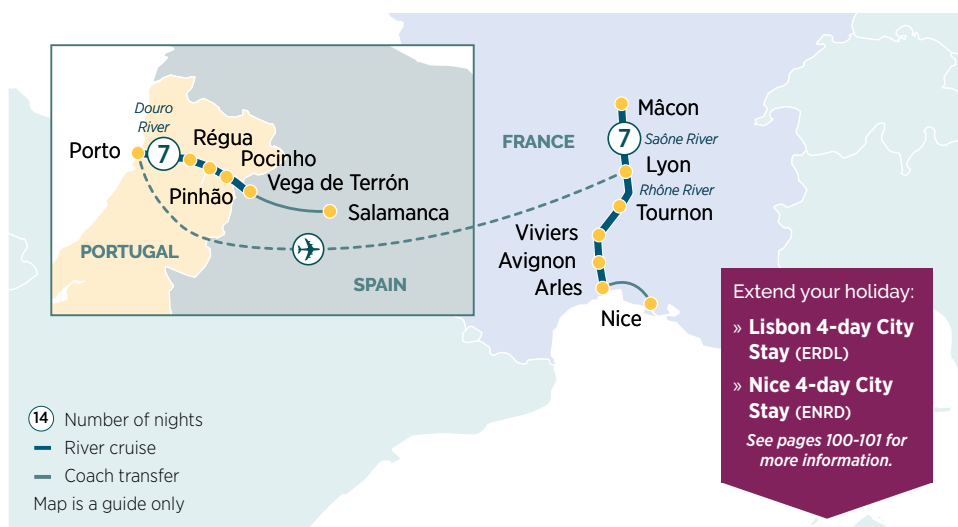 Douro
River
Porto
7
Régua
Pocinho
Pinhão
Vega de Terrón
Salamanca
PORTUGAL
SPAIN
FRANCE
Mâcon
7
Saône River
Lyon
Rhône River
Tournon
Viviers
Avignon
Arles
Nice
Extend your holiday:
» Lisbon 4-day City
Stay (ERDL)
» Nice 4-day City
Stay (ENRD)
See pages 100-101 for
more information.
14 Number of nights
River cruise
Coach transfer
Map is a guide only